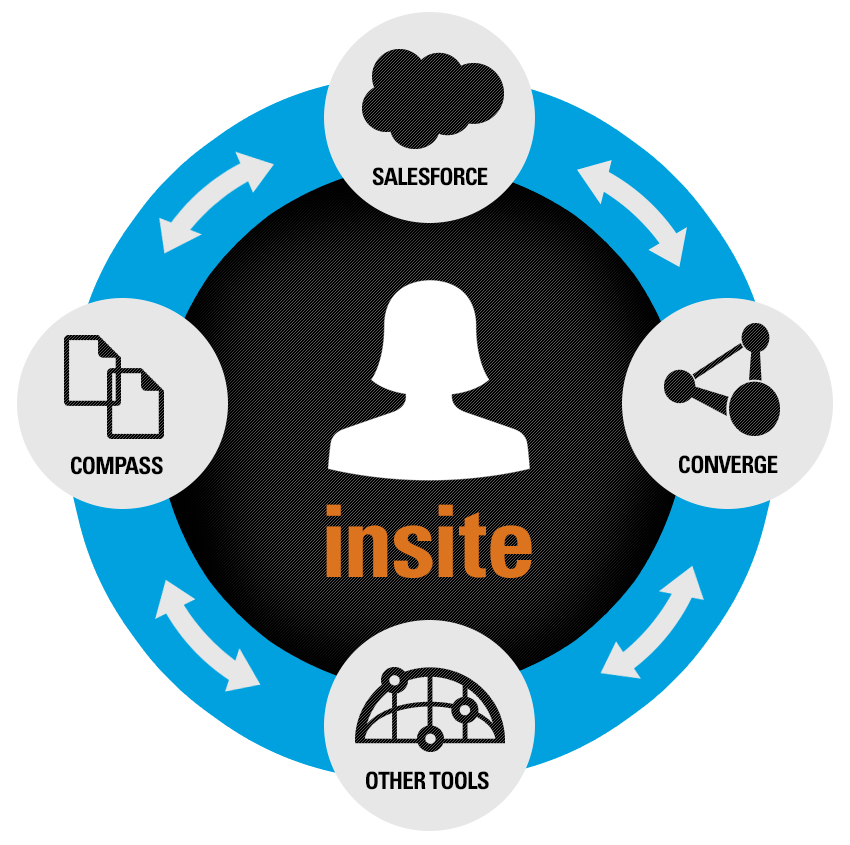 SALESFORCE
COMPASS
CONVERGE
insite
OTHER TOOLS